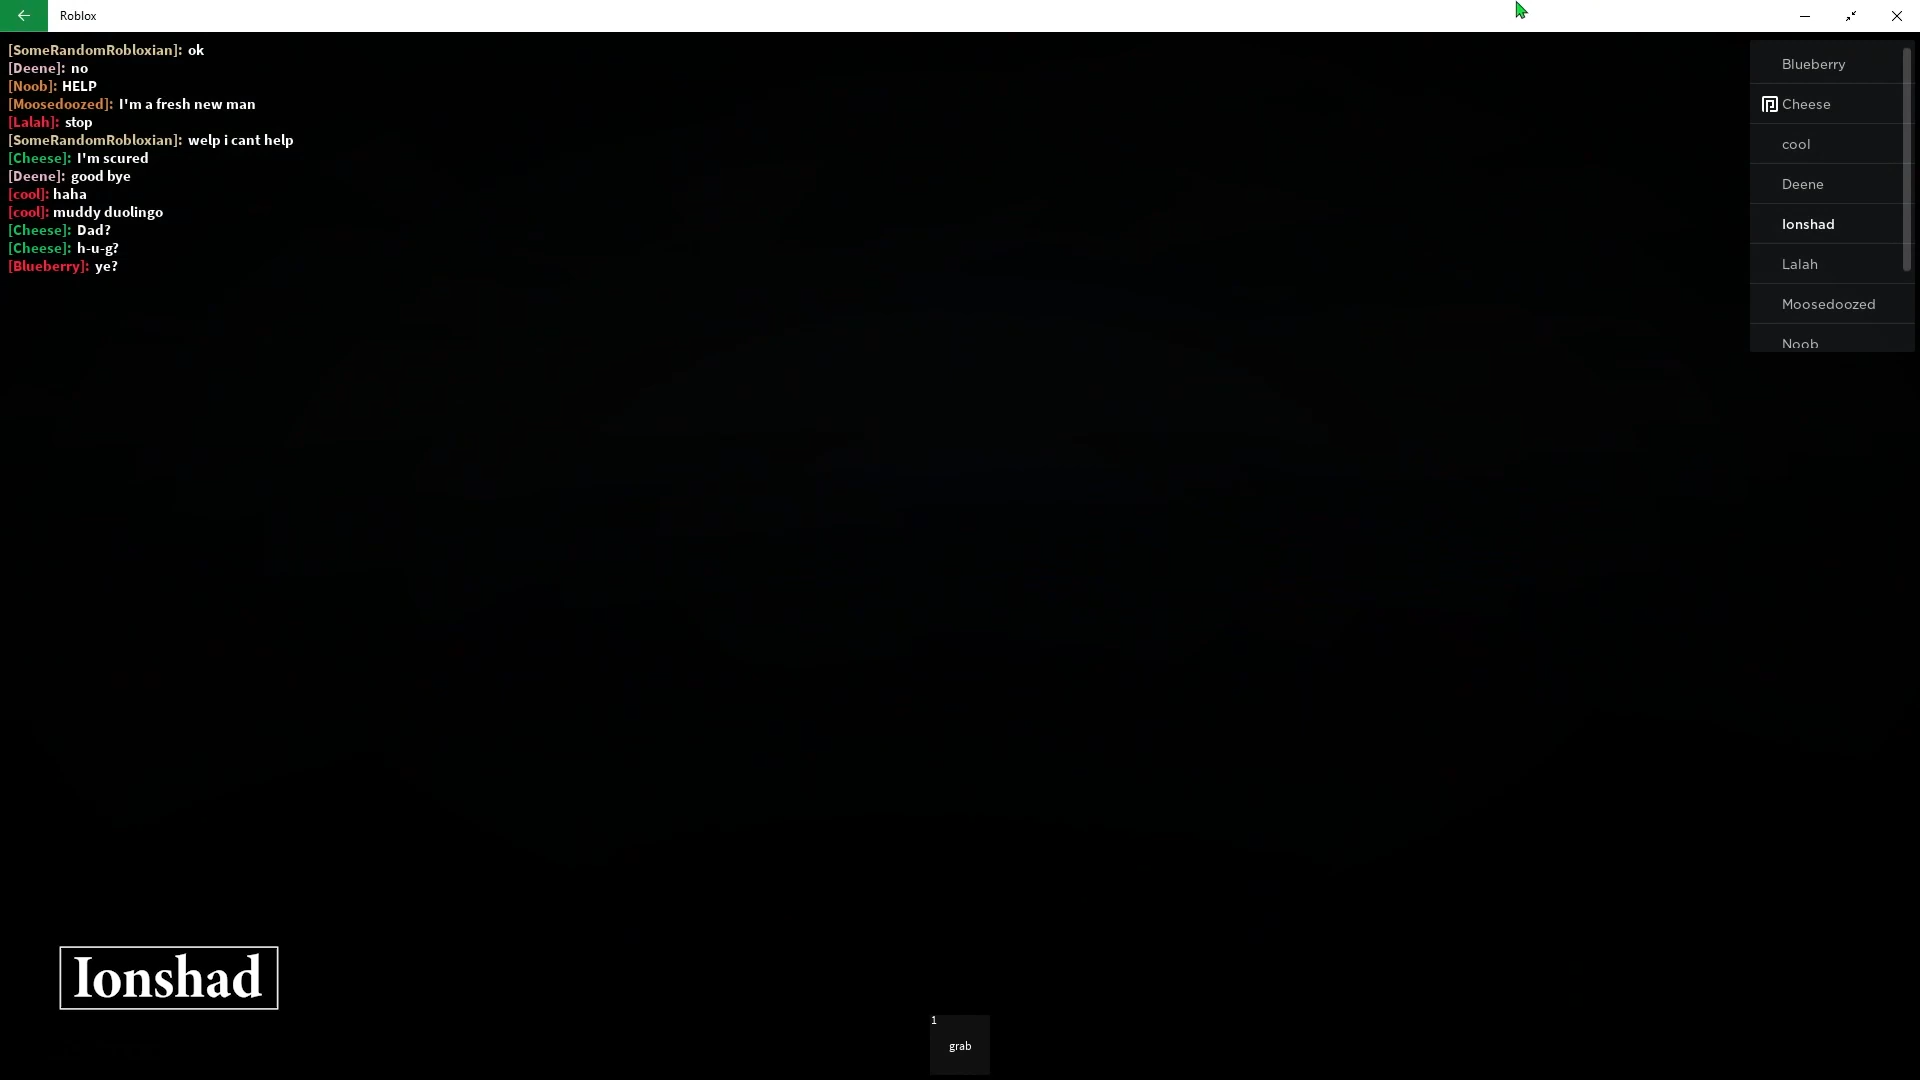 Roblox
[SomeRandomRobloxian]: ok
[Deene]: no
[Noob]: HELP
[Moosedoozed]: I'm a fresh new man
[Lalah]: stop
[SomeRandomRobloxian]: welp i cant help
[Cheese]: I'm scured
[Deene]: good bye
[cool]: haha
[cool]: muddy duolingo
[Cheese]: Dad?
[Cheese]: h-u-g?
[Blueberry]: ye?
Blueberry
Cheese
cool
Deene
Ionshad
Lalah
Moosedoozed
Noob
Ionshad
1
grab